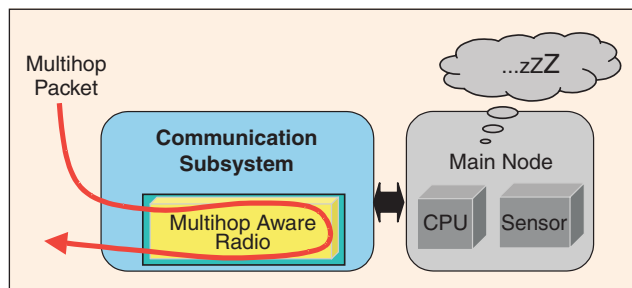 Multihop
Packet
...zZZ
Communication
Subsystem
Main Node
Multihop Aware
Radio
CPU
Sensor